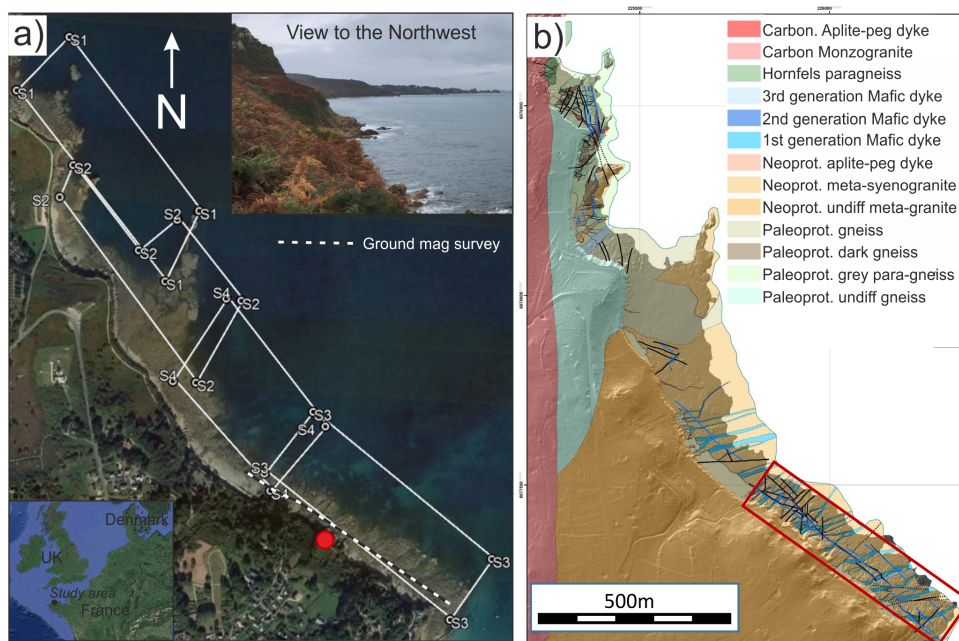 a)
View to the Northwest
N
S1
S1
S2
S2
S2
S1
S2
S1
S4
S2
S4
S2
S3
S4
S3
S4
S3
S3
Ground mag survey
Denmark
UK
Study area
France
b)
225500
226000
Carbon. Aplite-peg dyke
Carbon Monzogranite
Hornfels paragneiss
3rd generation Mafic dyke
2nd generation Mafic dyke
1st generation Mafic dyke
Neoprot. aplite-peg dyke
Neoprot. meta-syenogranite
Neoprot. undiff meta-granite
Paleoprot. gneiss
Paleoprot. dark gneiss
Paleoprot. grey para-gneiss
Paleoprot. undiff gneiss
500m